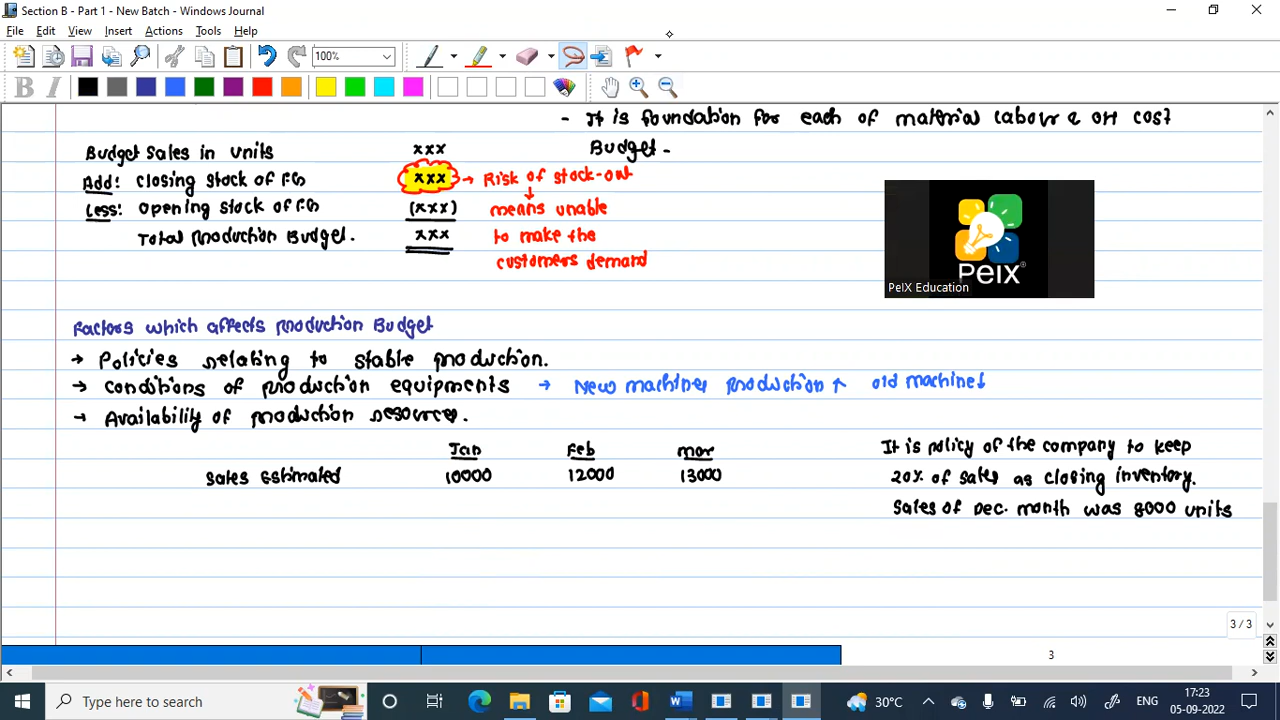 Section B - Part 1 - New Batch - Windows Journal
File Edit View Insert Actions Tools Help
100%
B I
- It is foundation for each of material labour & OH cost
Budget -
Budget Sales in units xxx
Add: Closing Stock of FG xxx → Risk of stock-out
Less: Opening Stock of FG (xxx) means unable
Total Production Budget. xxx to make the
customers demand
PelX
PelX Education
Factors which affects Production Budget
→ Policies relating to stable production.
→ Conditions of production equipments → New machines production ↑ old machines
→ Availability of production resources.
Jan Feb Mar
Sales Estimated 10000 12000 13000
It is policy of the company to keep
20% of sales as closing inventory.
Sales of Dec. month was 8000 units
3 / 3
3
Type here to search
30°C
ENG
17:23
05-09-2022